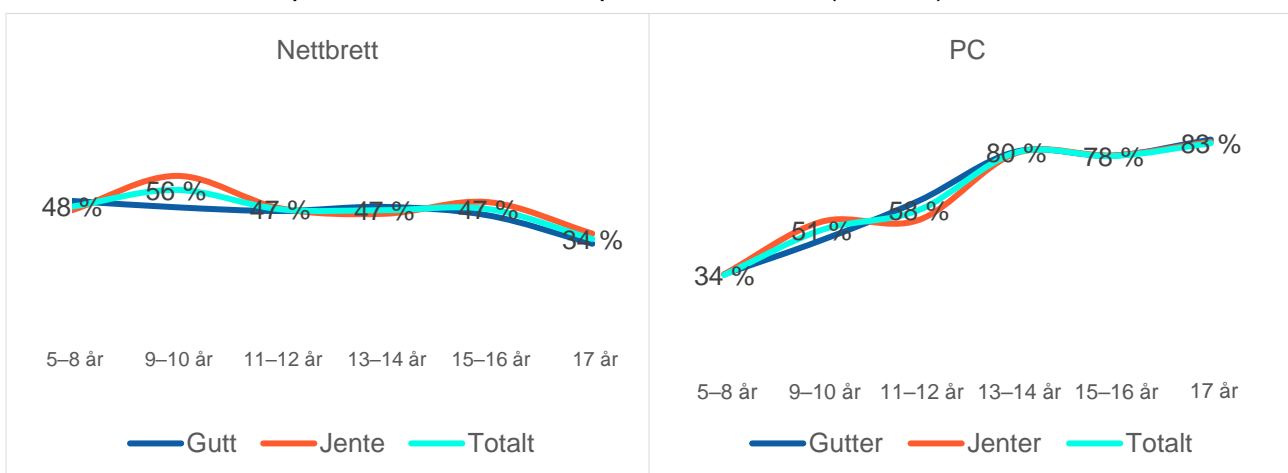 Nettbrett
48 %
56 %
47 %
47 %
47 %
34 %
5–8 år
9–10 år
11–12 år
13–14 år
15–16 år
17 år
Gutt
Jente
Totalt
PC
34 %
51 %
58 %
80 %
78 %
83 %
5–8 år
9–10 år
11–12 år
13–14 år
15–16 år
17 år
Gutter
Jenter
Totalt